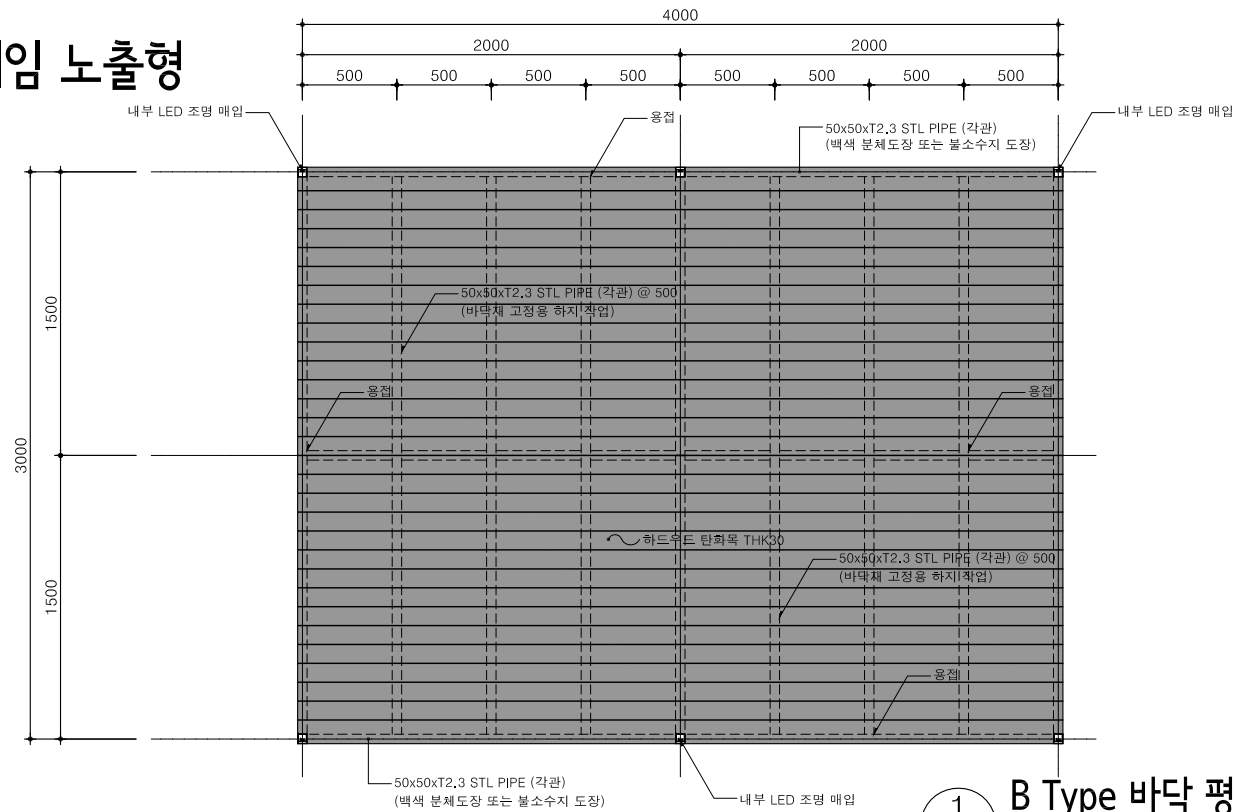 4000
2000 2000
500 500 500 500 500 500 500 500
임 노출형
내부 LED 조명 매입
용접
50x50xT2.3 STL PIPE (각관)
(백색 분체도장 또는 불소수지 도장)
내부 LED 조명 매입
50x50xT2.3 STL PIPE (각관) @ 500
(바닥재 고정용 하지 작업)
1500
용접
용접
3000
하드우드 탄화목 THK30
50x50xT2.3 STL PIPE (각관) @ 500
(바닥재 고정용 하지 작업)
1500
용접
50x50xT2.3 STL PIPE (각관)
(백색 분체도장 또는 불소수지 도장)
내부 LED 조명 매입
1
B Type 바닥 평